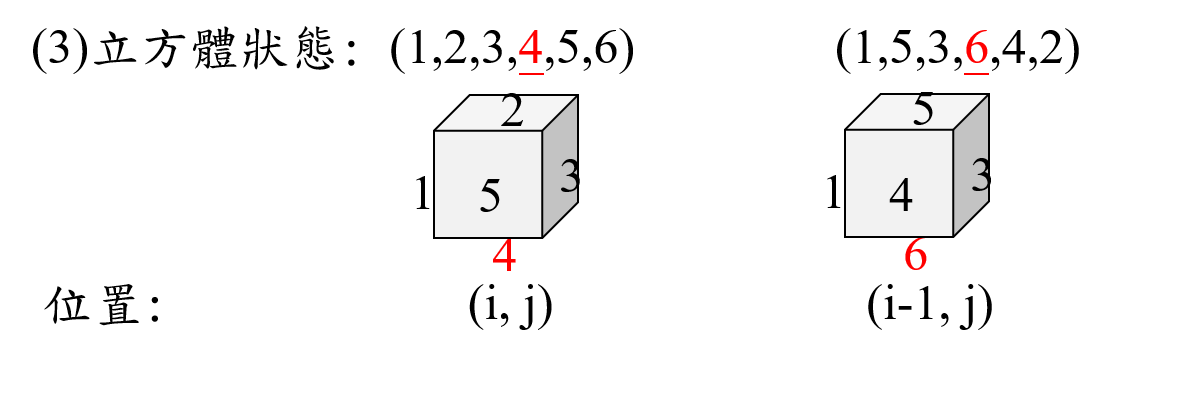 (3)立方體狀態：(1,2,3,4,5,6) (1,5,3,6,4,2)
2 5
1 5 3 1 4 3
4 6
位置： (i, j) (i-1, j)